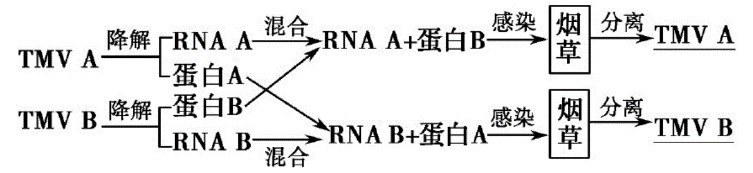 TMV A 降解 RNA A 混合 RNA A+蛋白B 感染 烟草 分离 TMV A
蛋白A
TMV B 降解 蛋白B
RNA B 混合 RNA B+蛋白A 感染 烟草 分离 TMV B